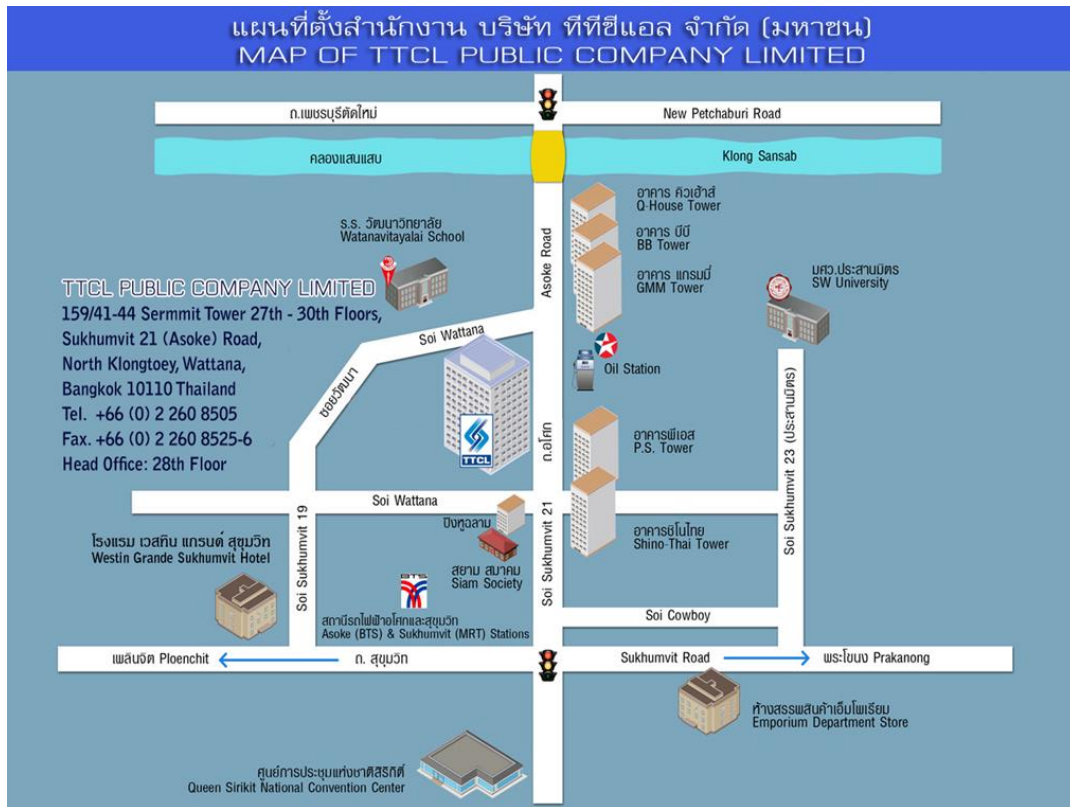 แผนที่ตั้งสำนักงาน บริษัท ทีทีซีแอล จำกัด (มหาชน)
MAP OF TTCL PUBLIC COMPANY LIMITED
ถ.เพชรบุรีตัดใหม่
New Petchaburi Road
คลองแสนแสบ
Klong Sansab
อาคาร คิวเฮ้าส์
Q-House Tower
ร.ร. วัฒนาวิทยาลัย
Watanavitayalai School
อาคาร บีบี
BB Tower
Asoke Road
อาคาร แกรมมี่
GMM Tower
มศว.ประสานมิตร
SW University
TTCL PUBLIC COMPANY LIMITED
159/41-44 Sermmit Tower 27th - 30th Floors,
Sukhumvit 21 (Asoke) Road,
North Klongtoey, Wattana,
Bangkok 10110 Thailand
Tel. +66 (0) 2 260 8505
Fax. +66 (0) 2 260 8525-6
Head Office: 28th Floor
Soi Wattana
ซอยวัฒนา
Oil Station
TTCL
ถ.อโศก
อาคารพีเอส
P.S. Tower
Soi Sukhumvit 23 (ประสานมิตร)
Soi Wattana
ปิงหูฉลาม
Soi Sukhumvit 19
Soi Sukhumvit 21
อาคารชิโนไทย
Shino-Thai Tower
โรงแรม เวสทิน แกรนด์ สุขุมวิท
Westin Grande Sukhumvit Hotel
สยาม สมาคม
Siam Society
BTS
สถานีรถไฟฟ้าอโศกและสุขุมวิท
Asoke (BTS) & Sukhumvit (MRT) Stations
Soi Cowboy
เพลินจิต Ploenchit
ถ. สุขุมวิท
Sukhumvit Road
พระโขนง Prakanong
ห้างสรรพสินค้าเอ็มโพเรียม
Emporium Department Store
ศูนย์การประชุมแห่งชาติสิริกิติ์
Queen Sirikit National Convention Center